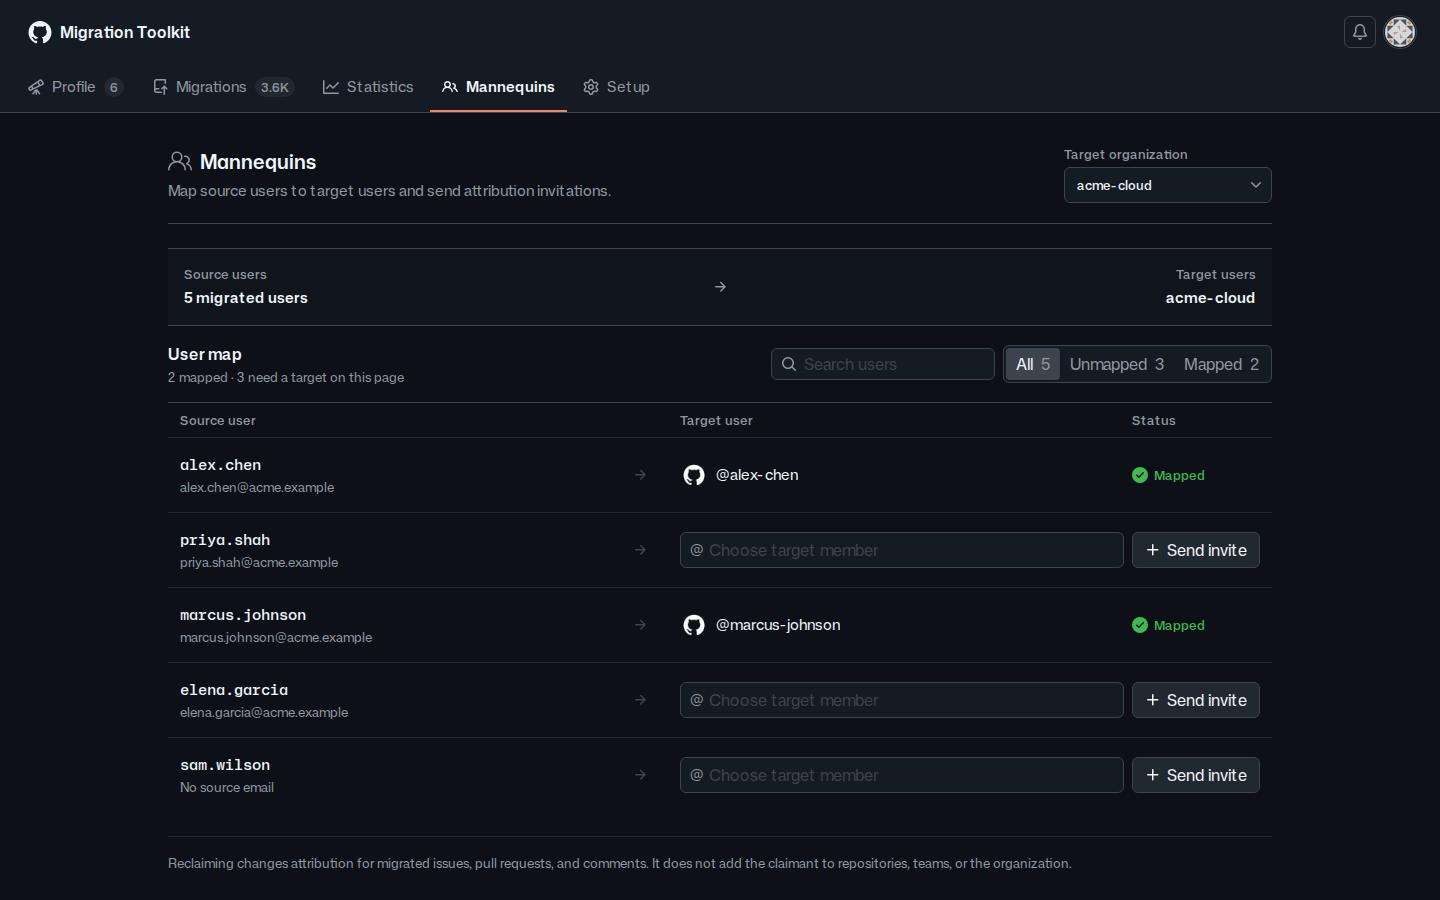 Migration Toolkit
Profile 6 Migrations 3.6K Statistics Mannequins Setup
Mannequins
Map source users to target users and send attribution invitations.
Target organization
acme-cloud
Source users
5 migrated users
Target users
acme-cloud
User map
2 mapped · 3 need a target on this page
Search users
All 5 Unmapped 3 Mapped 2
Source user Target user Status
alex.chen
alex.chen@acme.example
@alex-chen
Mapped
priya.shah
priya.shah@acme.example
@ Choose target member
Send invite
marcus.johnson
marcus.johnson@acme.example
@marcus-johnson
Mapped
elena.garcia
elena.garcia@acme.example
@ Choose target member
Send invite
sam.wilson
No source email
@ Choose target member
Send invite
Reclaiming changes attribution for migrated issues, pull requests, and comments. It does not add the claimant to repositories, teams, or the organization.